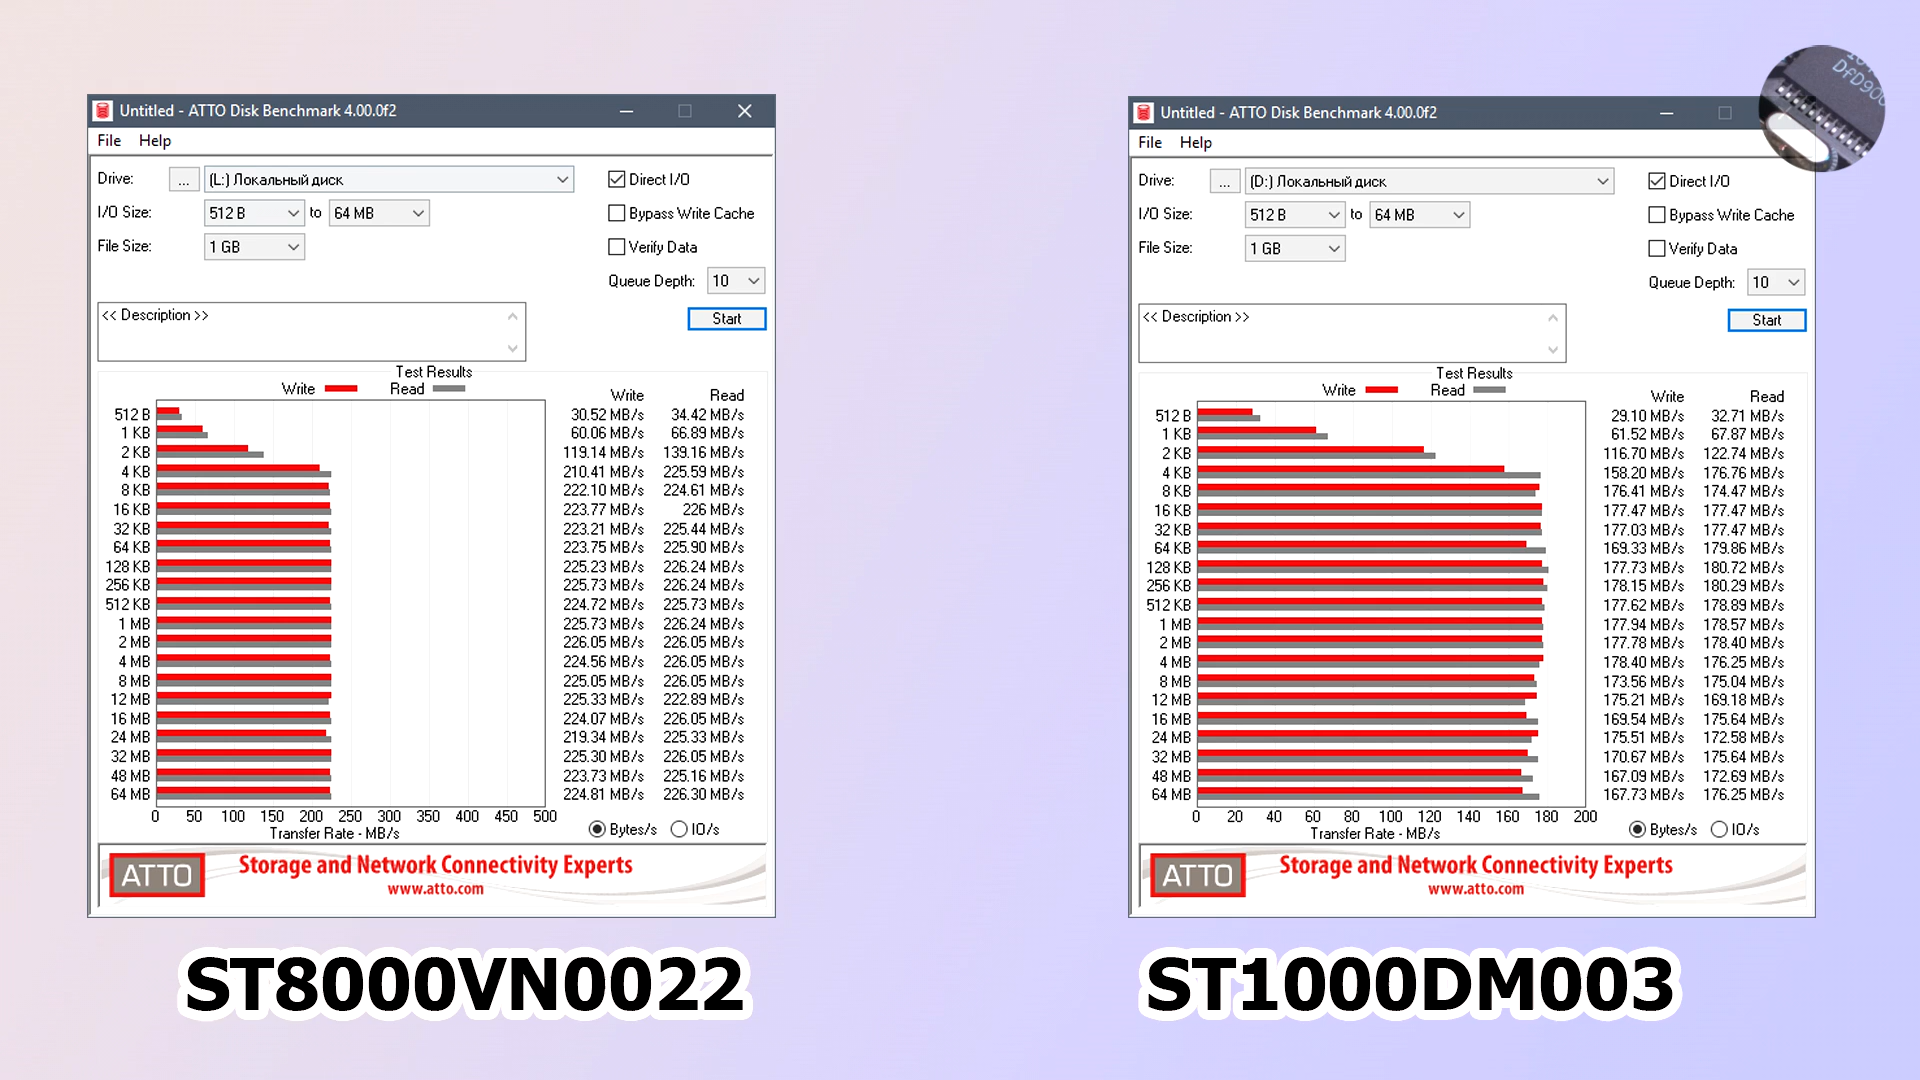 Untitled - ATTO Disk Benchmark 4.00.0f2
File Help
Drive: ... (L:) Локальный диск
Direct I/O
I/O Size: 512 B to 64 MB
Bypass Write Cache
File Size: 1 GB
Verify Data
Queue Depth: 10
<< Description >>
Start
Test Results
Write Read
Write Read
512 B 30.52 MB/s 34.42 MB/s
1 KB 60.06 MB/s 66.89 MB/s
2 KB 119.14 MB/s 139.16 MB/s
4 KB 210.41 MB/s 225.59 MB/s
8 KB 222.10 MB/s 224.61 MB/s
16 KB 223.77 MB/s 226 MB/s
32 KB 223.21 MB/s 225.44 MB/s
64 KB 223.75 MB/s 225.90 MB/s
128 KB 225.23 MB/s 226.24 MB/s
256 KB 225.73 MB/s 226.24 MB/s
512 KB 224.72 MB/s 225.73 MB/s
1 MB 225.73 MB/s 226.24 MB/s
2 MB 226.05 MB/s 226.05 MB/s
4 MB 224.56 MB/s 226.05 MB/s
8 MB 225.05 MB/s 226.05 MB/s
12 MB 225.33 MB/s 222.89 MB/s
16 MB 224.07 MB/s 226.05 MB/s
24 MB 219.34 MB/s 225.33 MB/s
32 MB 225.30 MB/s 226.05 MB/s
48 MB 223.73 MB/s 225.16 MB/s
64 MB 224.81 MB/s 226.30 MB/s
0 50 100 150 200 250 300 350 400 450 500
Transfer Rate - MB/s
Bytes/s IO/s
ATTO
Storage and Network Connectivity Experts
www.atto.com
ST8000VN0022
Untitled - ATTO Disk Benchmark 4.00.0f2
File Help
Drive: ... (D:) Локальный диск
Direct I/O
I/O Size: 512 B to 64 MB
Bypass Write Cache
File Size: 1 GB
Verify Data
Queue Depth: 10
<< Description >>
Start
Test Results
Write Read
Write Read
512 B 29.10 MB/s 32.71 MB/s
1 KB 61.52 MB/s 67.87 MB/s
2 KB 116.70 MB/s 122.74 MB/s
4 KB 158.20 MB/s 176.76 MB/s
8 KB 176.41 MB/s 174.47 MB/s
16 KB 177.47 MB/s 177.47 MB/s
32 KB 177.03 MB/s 177.47 MB/s
64 KB 169.33 MB/s 179.86 MB/s
128 KB 177.73 MB/s 180.72 MB/s
256 KB 178.15 MB/s 180.29 MB/s
512 KB 177.62 MB/s 178.89 MB/s
1 MB 177.94 MB/s 178.57 MB/s
2 MB 177.78 MB/s 178.40 MB/s
4 MB 178.40 MB/s 176.25 MB/s
8 MB 173.56 MB/s 175.04 MB/s
12 MB 175.21 MB/s 169.18 MB/s
16 MB 169.54 MB/s 175.64 MB/s
24 MB 175.51 MB/s 172.58 MB/s
32 MB 170.67 MB/s 175.64 MB/s
48 MB 167.09 MB/s 172.69 MB/s
64 MB 167.73 MB/s 176.25 MB/s
0 20 40 60 80 100 120 140 160 180 200
Transfer Rate - MB/s
Bytes/s IO/s
ATTO
Storage and Network Connectivity Experts
www.atto.com
ST1000DM003